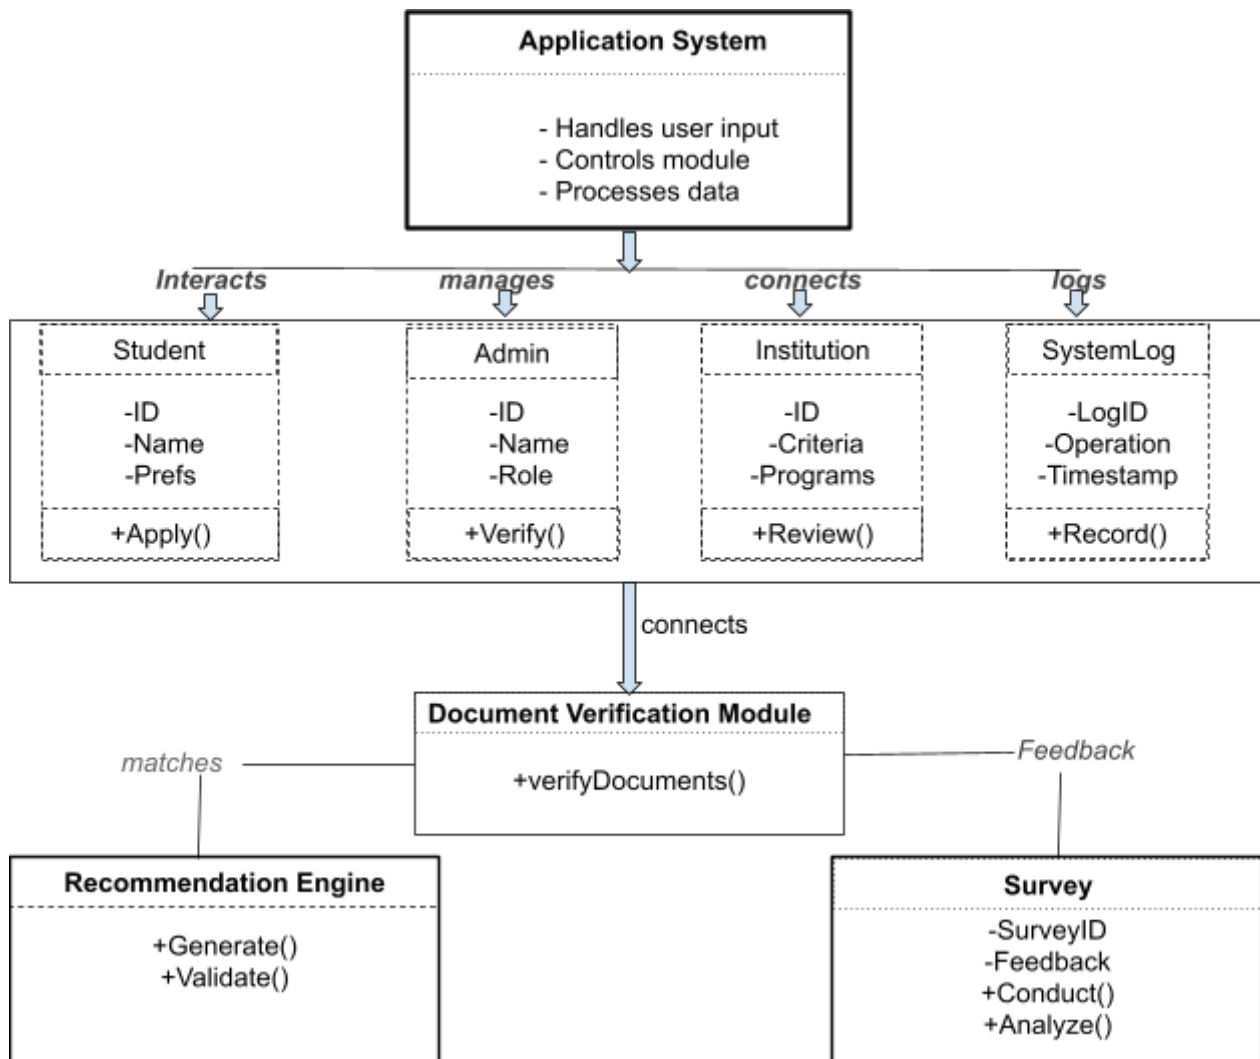 Application System
- Handles user input
- Controls module
- Processes data
Interacts
manages
connects
logs
Student
-ID
-Name
-Prefs
+Apply()
Admin
-ID
-Name
-Role
+Verify()
Institution
-ID
-Criteria
-Programs
+Review()
SystemLog
-LogID
-Operation
-Timestamp
+Record()
connects
Document Verification Module
+verifyDocuments()
matches
Feedback
Recommendation Engine
+Generate()
+Validate()
Survey
-SurveyID
-Feedback
+Conduct()
+Analyze()